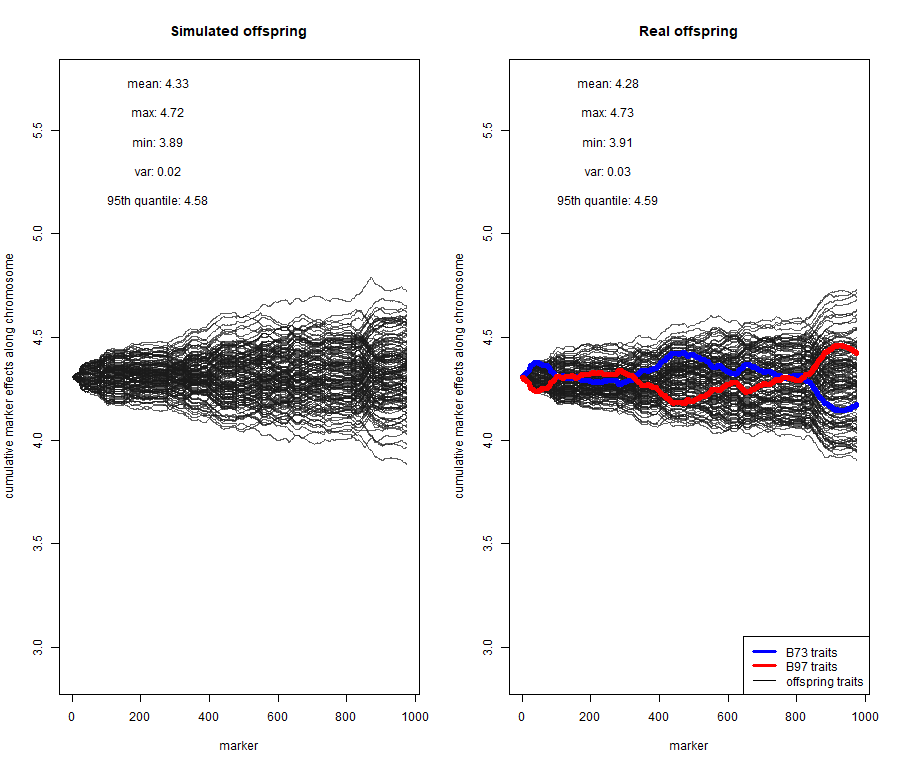 Simulated offspring
mean: 4.33
max: 4.72
min: 3.89
var: 0.02
95th quantile: 4.58
cumulative marker effects along chromosome
5.5
5.0
4.5
4.0
3.5
3.0
0 200 400 600 800 1000
marker
Real offspring
mean: 4.28
max: 4.73
min: 3.91
var: 0.03
95th quantile: 4.59
cumulative marker effects along chromosome
5.5
5.0
4.5
4.0
3.5
3.0
B73 traits
B97 traits
offspring traits
0 200 400 600 800 1000
marker